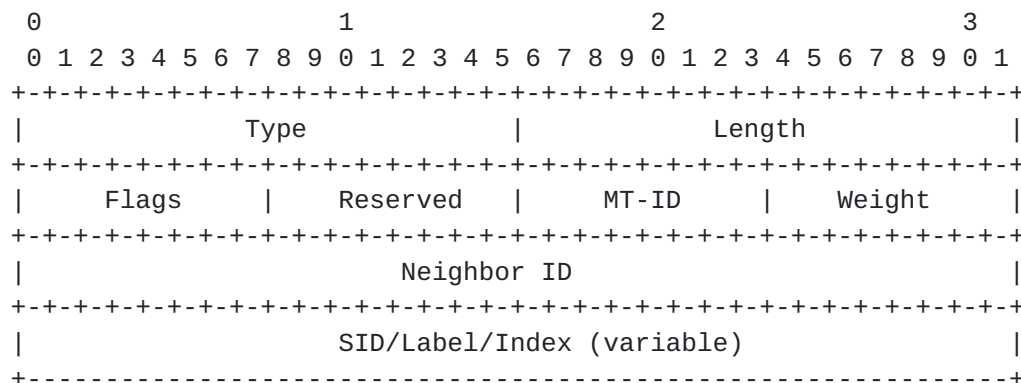 0                   1                   2                   3
 0 1 2 3 4 5 6 7 8 9 0 1 2 3 4 5 6 7 8 9 0 1 2 3 4 5 6 7 8 9 0 1
+-+-+-+-+-+-+-+-+-+-+-+-+-+-+-+-+-+-+-+-+-+-+-+-+-+-+-+-+-+-+-+-+
|              Type             |            Length             |
+-+-+-+-+-+-+-+-+-+-+-+-+-+-+-+-+-+-+-+-+-+-+-+-+-+-+-+-+-+-+-+-+
|     Flags     |    Reserved   |     MT-ID     |    Weight     |
+-+-+-+-+-+-+-+-+-+-+-+-+-+-+-+-+-+-+-+-+-+-+-+-+-+-+-+-+-+-+-+-+
|                        Neighbor ID                            |
+-+-+-+-+-+-+-+-+-+-+-+-+-+-+-+-+-+-+-+-+-+-+-+-+-+-+-+-+-+-+-+-+
|                    SID/Label/Index (variable)                 |
+---------------------------------------------------------------+